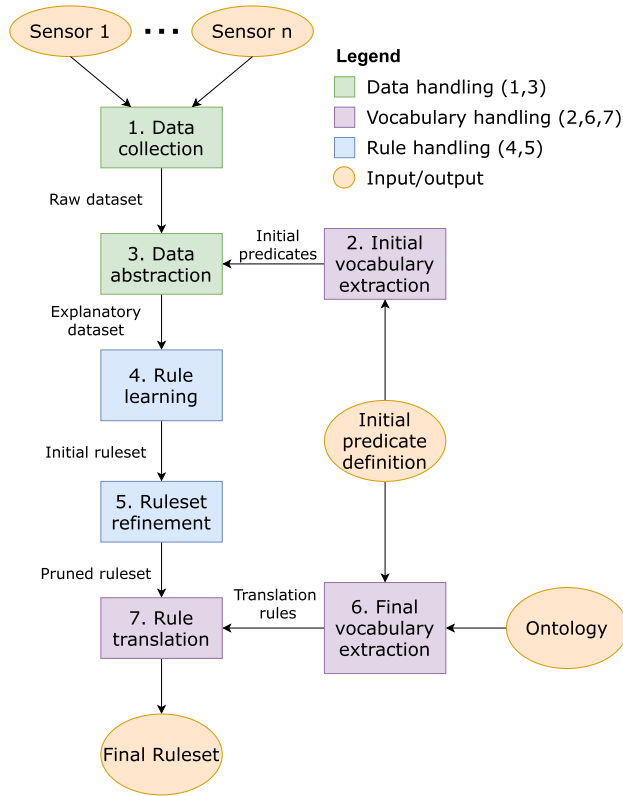 Sensor 1
Sensor n
Legend
Data handling (1,3)
Vocabulary handling (2,6,7)
Rule handling (4,5)
Input/output
1. Data
collection
Raw dataset
3. Data
abstraction
Initial
predicates
2. Initial
vocabulary
extraction
Explanatory
dataset
4. Rule
learning
Initial
predicate
definition
Initial ruleset
5. Ruleset
refinement
Pruned ruleset
7. Rule
translation
Translation
rules
6. Final
vocabulary
extraction
Ontology
Final Ruleset